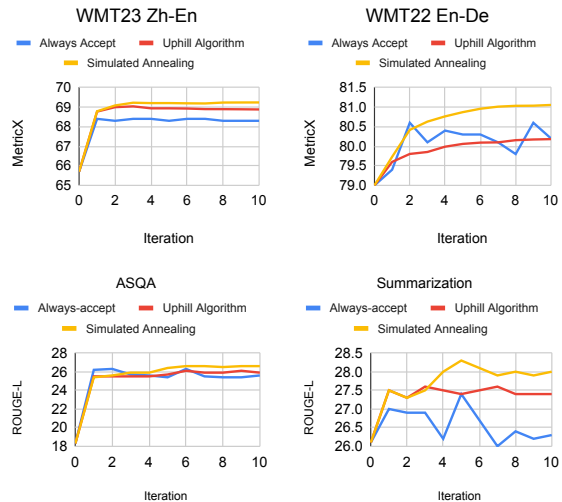 WMT23 Zh-En
Always Accept Uphill Algorithm
Simulated Annealing
MetricX
70
69
68
67
66
65
0 2 4 6 8 10
Iteration
WMT22 En-De
Always Accept Uphill Algorithm
Simulated Annealing
MetricX
81.5
81.0
80.5
80.0
79.5
79.0
0 2 4 6 8 10
Iteration
ASQA
Always-accept Uphill Algorithm
Simulated Annealing
ROUGE-L
28
26
24
22
20
18
0 2 4 6 8 10
Iteration
Summarization
Always-accept Uphill Algorithm
Simulated Annealing
ROUGE-L
28.5
28.0
27.5
27.0
26.5
26.0
0 2 4 6 8 10
Iteration